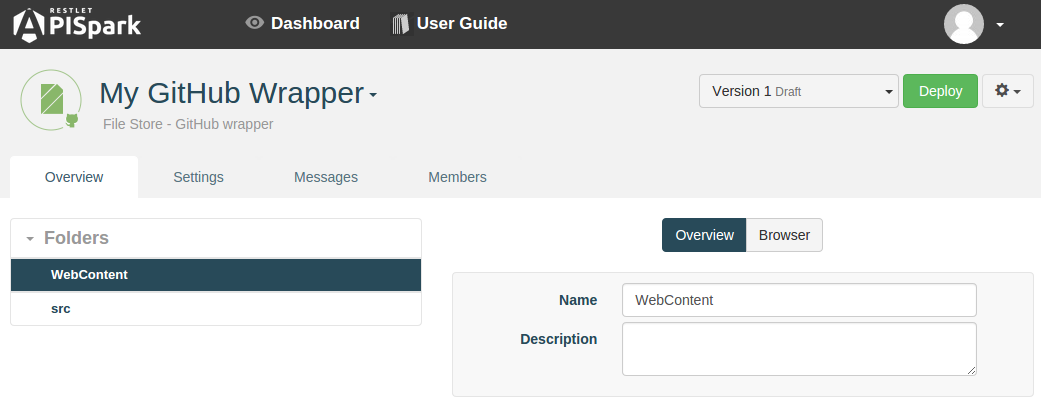 RESTLET
APISpark
Dashboard
User Guide
My GitHub Wrapper
File Store - GitHub wrapper
Version 1 Draft
Deploy
Overview
Settings
Messages
Members
Folders
WebContent
src
Overview
Browser
Name
WebContent
Description